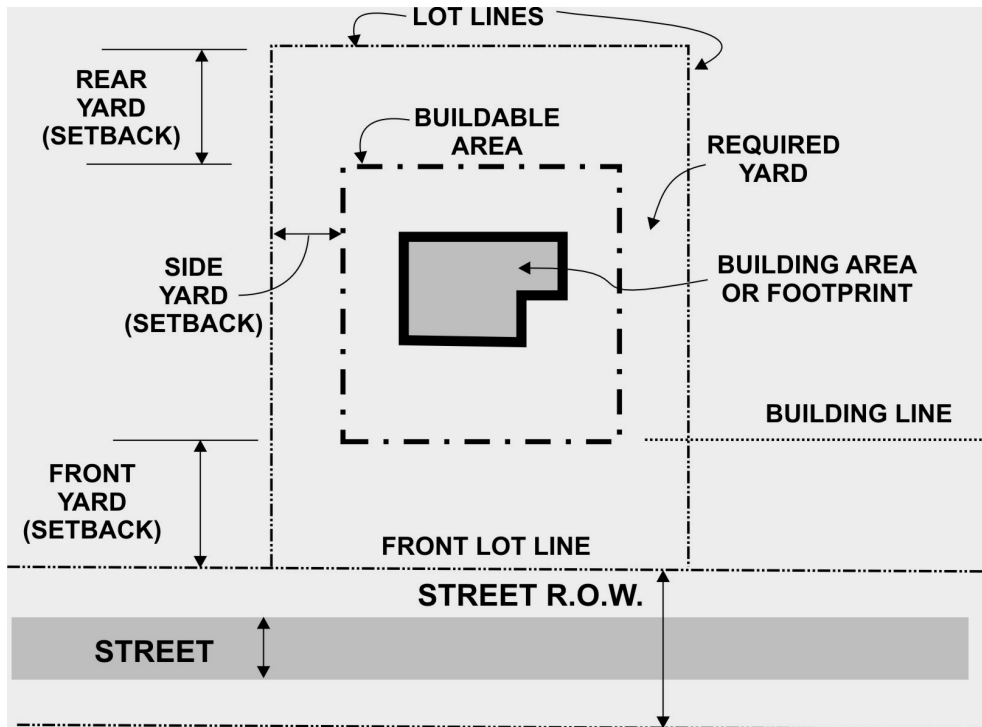 LOT LINES
REAR
YARD
(SETBACK)
BUILDABLE
AREA
REQUIRED
YARD
SIDE
YARD
(SETBACK)
BUILDING AREA
OR FOOTPRINT
BUILDING LINE
FRONT
YARD
(SETBACK)
FRONT LOT LINE
STREET R.O.W.
STREET